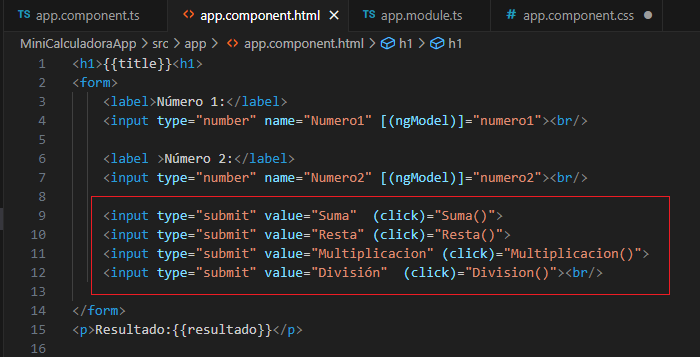 TS app.component.ts <> app.component.html × TS app.module.ts # app.component.css ●
MiniCalculadoraApp > src > app > <> app.component.html > h1 > h1
1 <h1>{{title}}<h1>
2 <form>
3 <label>Número 1:</label>
4 <input type="number" name="Numero1" [(ngModel)]="numero1"><br/>
5
6 <label >Número 2:</label>
7 <input type="number" name="Numero2" [(ngModel)]="numero2"><br/>
8
9 <input type="submit" value="Suma"  (click)="Suma()">
10 <input type="submit" value="Resta" (click)="Resta()">
11 <input type="submit" value="Multiplicacion" (click)="Multiplicacion()">
12 <input type="submit" value="División"  (click)="Division()"><br/>
13
14 </form>
15 <p>Resultado:{{resultado}}</p>
16